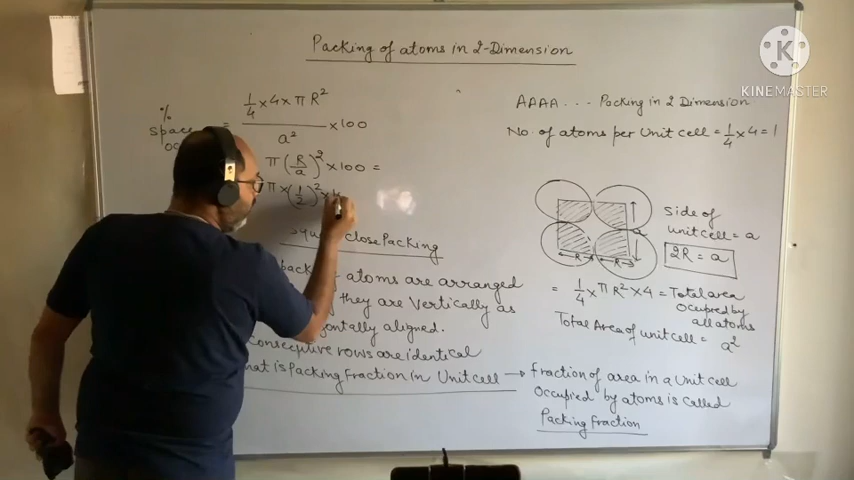 Packing of atoms in 2-Dimension
KINEMASTER
%
= 1/4 × 4 × π R² / a² × 100
π (R/a)² × 100 =
π × (1/2)² ×
close Packing
of atoms are arranged
they are Vertically as
aligned.
rows are identical
is Packing fraction in Unit cell → fraction of area in a Unit cell
Occupied by atoms is called
Packing fraction
AAAA... Packing in 2 Dimension
No. of atoms per Unit cell = 1/4 × 4 = 1
R R a
side of
unit cell = a
2R = a
= 1/4 × π R² × 4 = Total area
occupied by
all atoms
Total Area of unit cell = a²